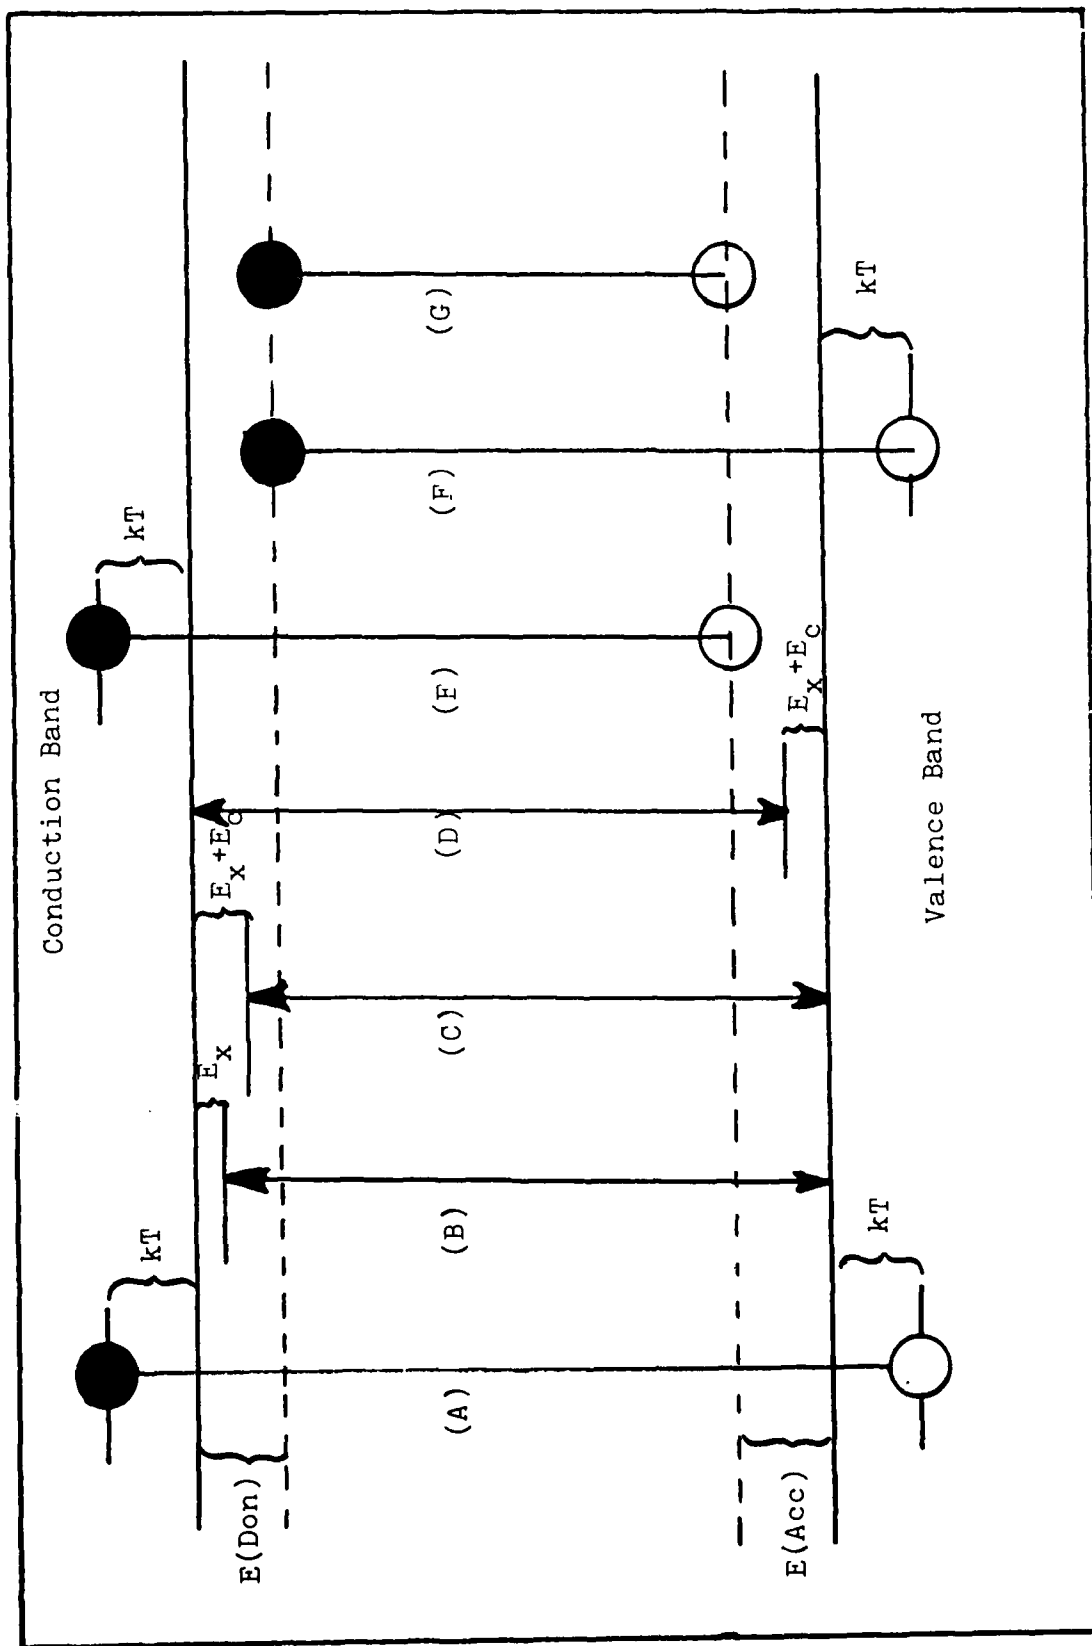 Conduction Band
kT
kT
E(Don)
E_x
E_x+E_c
(A)
(B)
(C)
(D)
(E)
(F)
(G)
E(Acc)
E_x+E_c
kT
kT
Valence Band